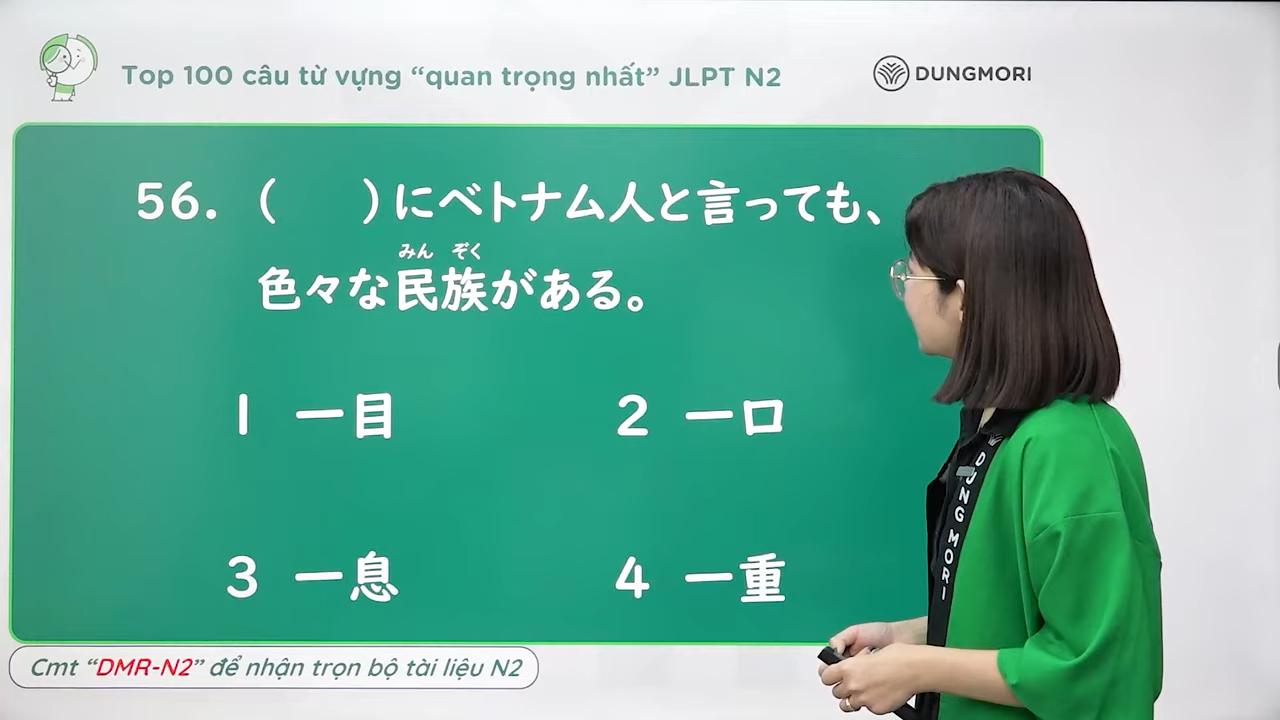 Top 100 câu từ vựng “quan trọng nhất” JLPT N2
DUNGMORI
56. ( )にベトナム人と言っても、
みん ぞく
色々な民族がある。
1 一目
2 一口
3 一息
4 一重
DUNG MORI
Cmt “DMR-N2” để nhận trọn bộ tài liệu N2